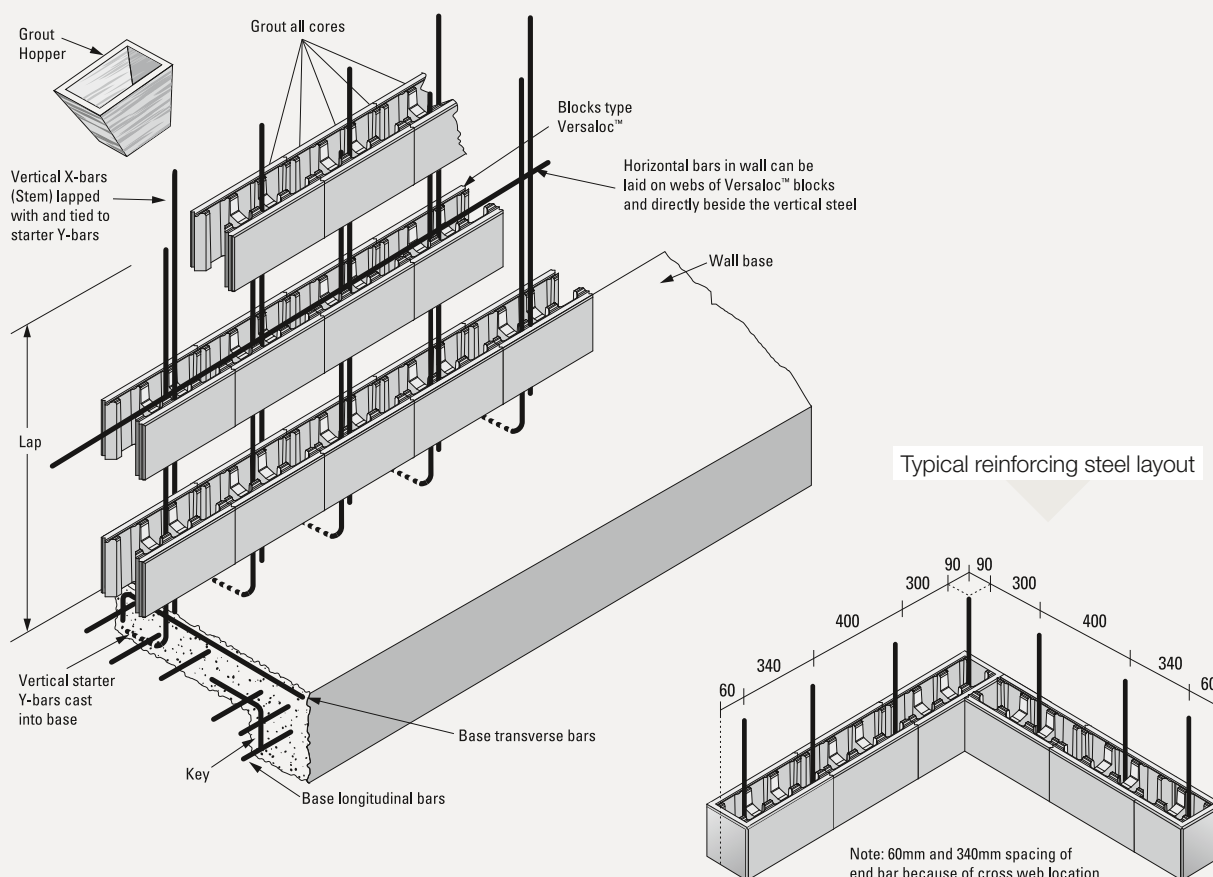 Grout
Hopper
Grout all cores
Blocks type
Versaloc™
Vertical X-bars
(Stem) lapped
with and tied to
starter Y-bars
Horizontal bars in wall can be
laid on webs of Versaloc™ blocks
and directly beside the vertical steel
Wall base
Lap
Typical reinforcing steel layout
90 90
300 300
400 400
340 340
60 60
Vertical starter
Y-bars cast
into base
Base transverse bars
Key
Base longitudinal bars
Note: 60mm and 340mm spacing of
end bar because of cross web location